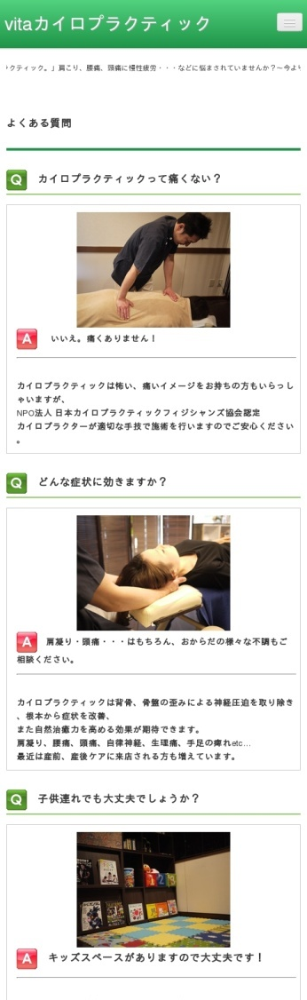 vitaカイロプラクティック
ラクティック。」肩こり、腰痛、頭痛に慢性疲労・・・などに悩まされていませんか？～今より
よくある質問
Q カイロプラクティックって痛くない？
A いいえ。痛くありません！
カイロプラクティックは怖い、痛いイメージをお持ちの方もいらっし
ゃいますが、
NPO法人 日本カイロプラクティックフィジシャンズ協会認定
カイロプラクターが適切な手技で施術を行いますのでご安心ください
。
Q どんな症状に効きますか？
A 肩凝り・頭痛・・・はもちろん、おからだの様々な不調もご
相談ください。
カイロプラクティックは背骨、骨盤の歪みによる神経圧迫を取り除き
、根本から症状を改善、
また自然治癒力を高める効果が期待できます。
肩凝り、腰痛、頭痛、自律神経、生理痛、手足の痺れetc...
最近は産前、産後ケアに来店される方も増えています。
Q 子供連れでも大丈夫でしょうか？
A キッズスペースがありますので大丈夫です！